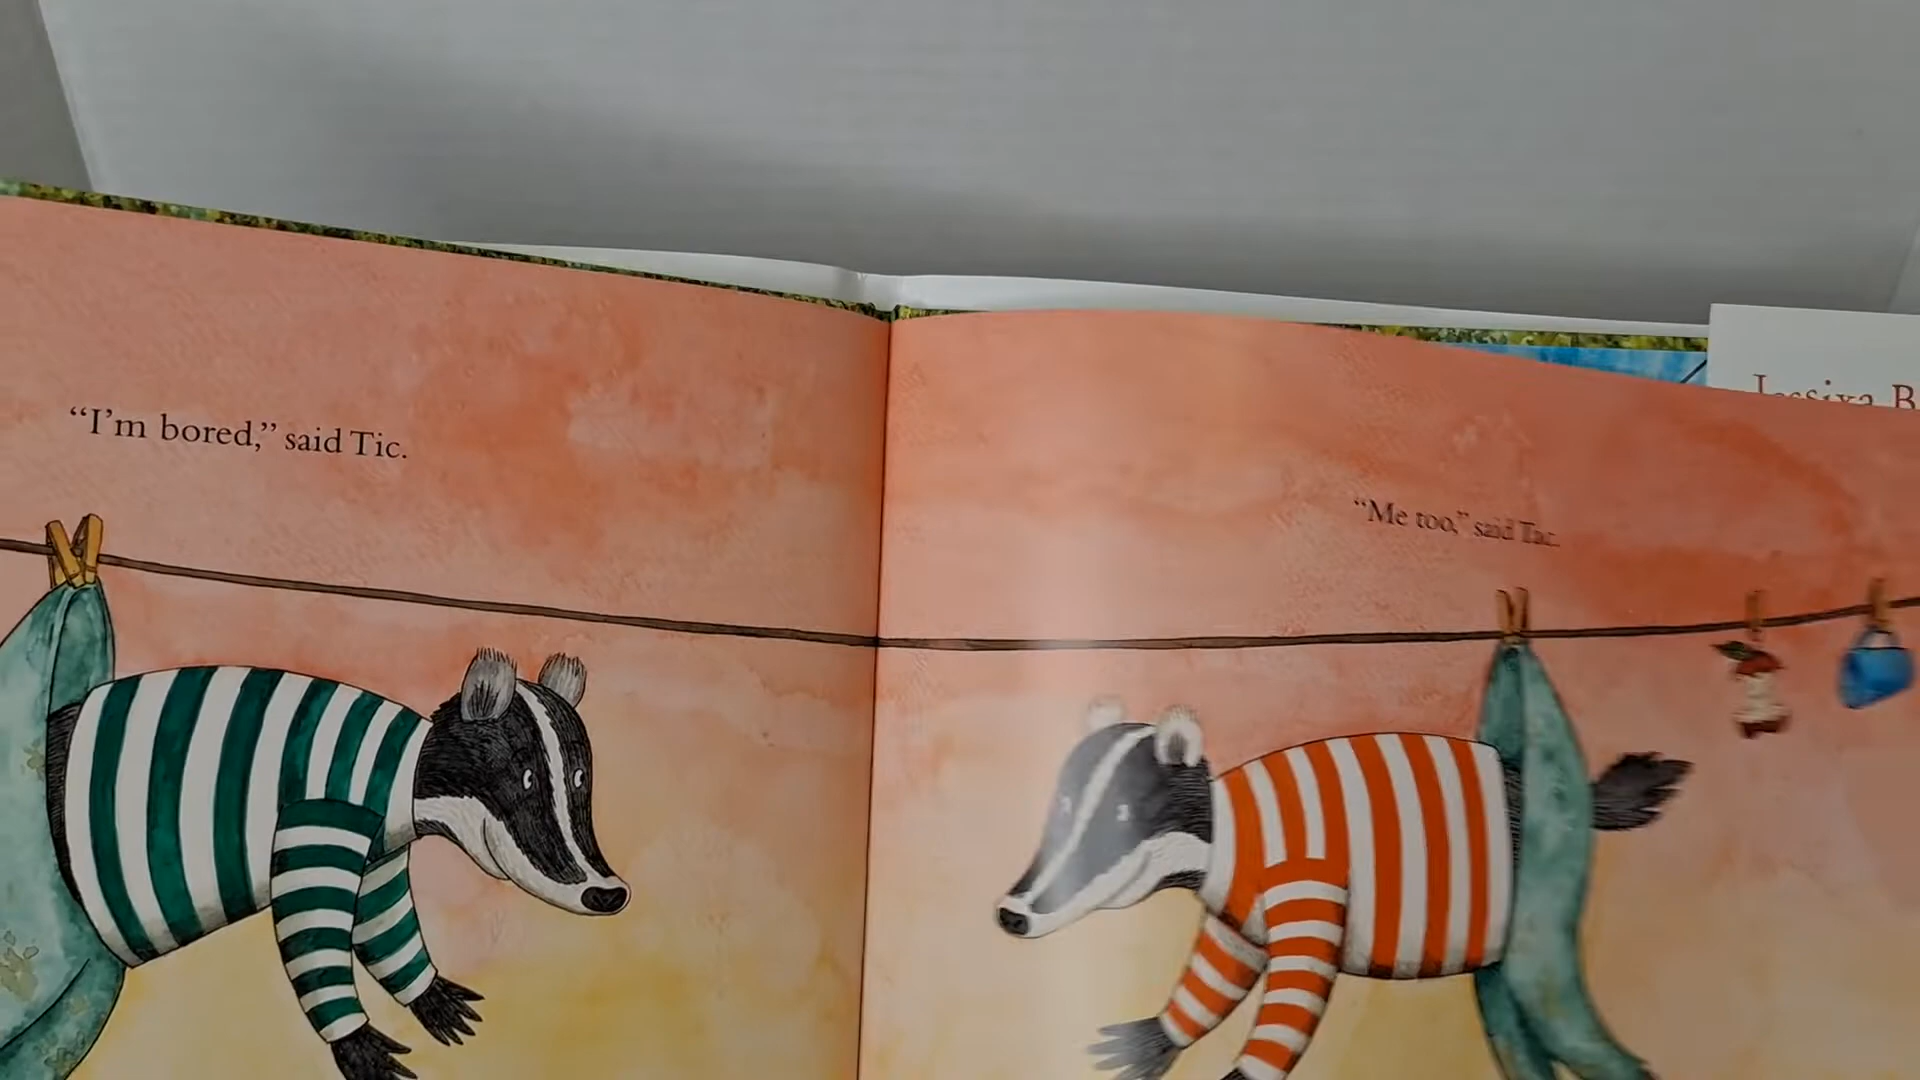 “I’m bored,” said Tic.
“Me too,” said Tac.